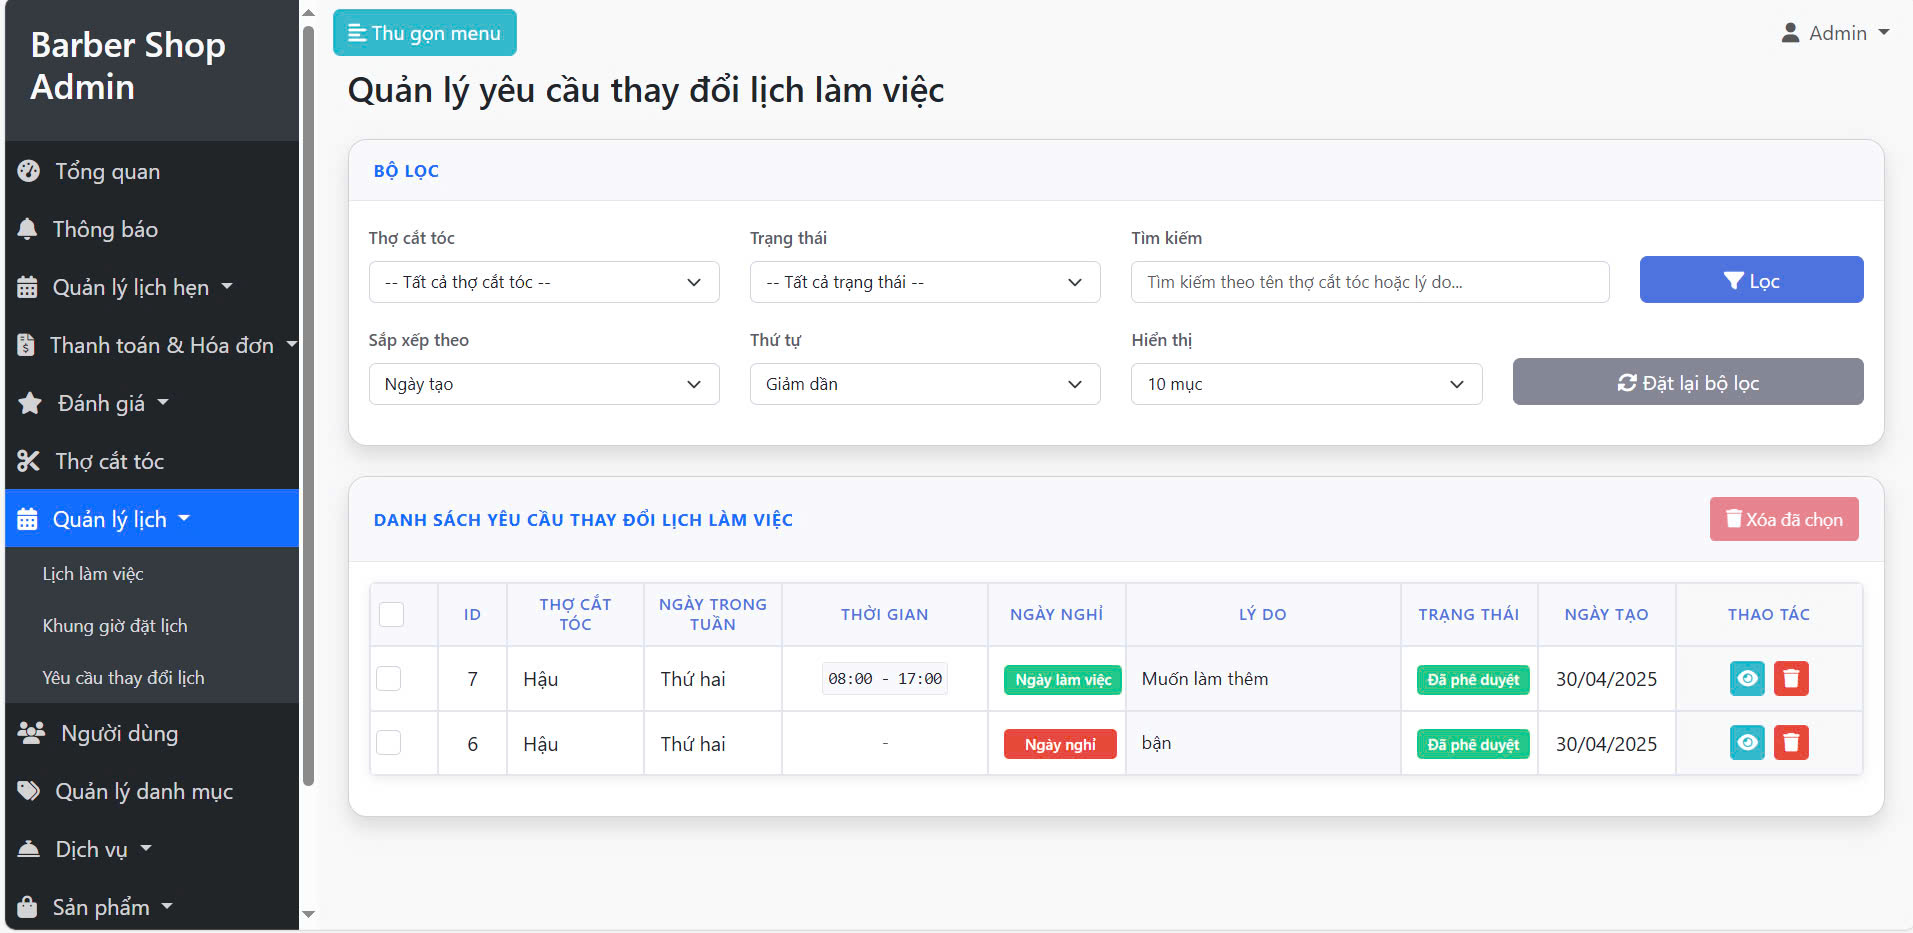 Barber Shop
Admin
Tổng quan
Thông báo
Quản lý lịch hẹn
Thanh toán & Hóa đơn
Đánh giá
Thợ cắt tóc
Quản lý lịch
Lịch làm việc
Khung giờ đặt lịch
Yêu cầu thay đổi lịch
Người dùng
Quản lý danh mục
Dịch vụ
Sản phẩm
Thu gọn menu
Admin
Quản lý yêu cầu thay đổi lịch làm việc
BỘ LỌC
Thợ cắt tóc Trạng thái Tìm kiếm
-- Tất cả thợ cắt tóc -- -- Tất cả trạng thái -- Tìm kiếm theo tên thợ cắt tóc hoặc lý do... Lọc
Sắp xếp theo Thứ tự Hiển thị
Ngày tạo Giảm dần 10 mục Đặt lại bộ lọc
DANH SÁCH YÊU CẦU THAY ĐỔI LỊCH LÀM VIỆC Xóa đã chọn
ID THỢ CẮT TÓC NGÀY TRONG TUẦN THỜI GIAN NGÀY NGHỈ LÝ DO TRẠNG THÁI NGÀY TẠO THAO TÁC
7 Hậu Thứ hai 08:00 - 17:00 Ngày làm việc Muốn làm thêm Đã phê duyệt 30/04/2025
6 Hậu Thứ hai - Ngày nghỉ bận Đã phê duyệt 30/04/2025